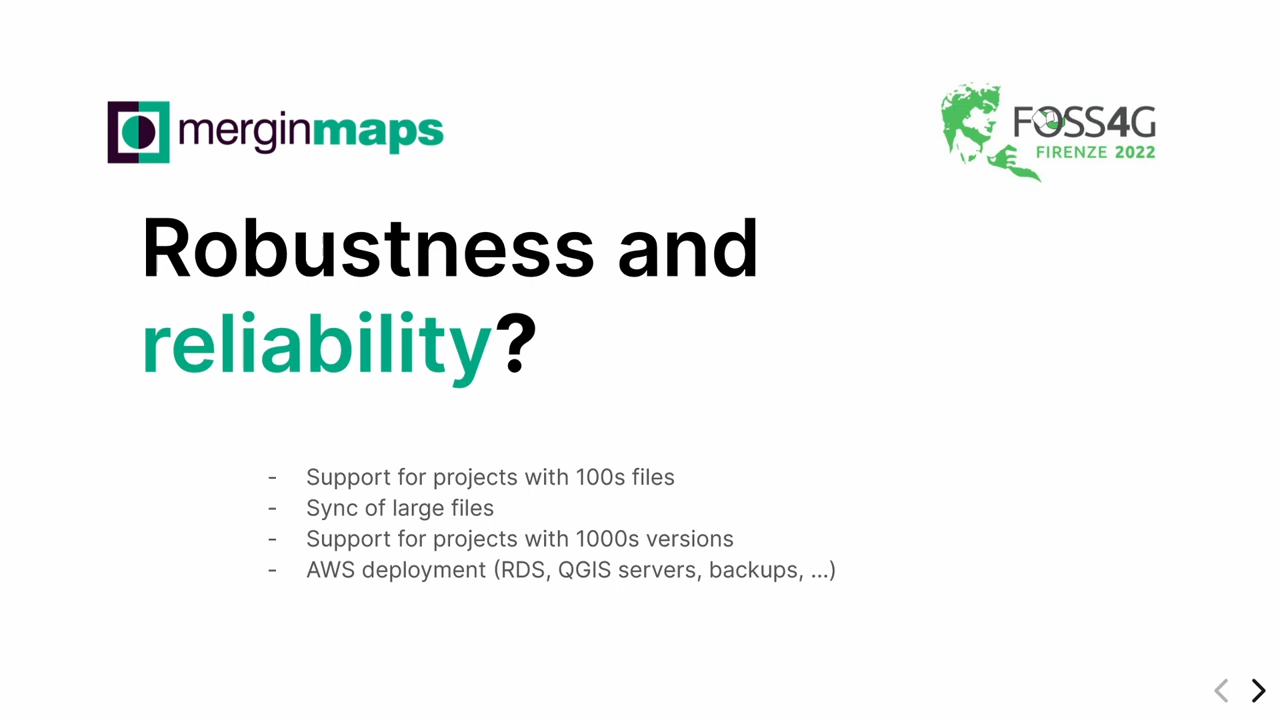 merginmaps
FOSS4G
FIRENZE 2022
Robustness and
reliability?
- Support for projects with 100s files
- Sync of large files
- Support for projects with 1000s versions
- AWS deployment (RDS, QGIS servers, backups, ...)